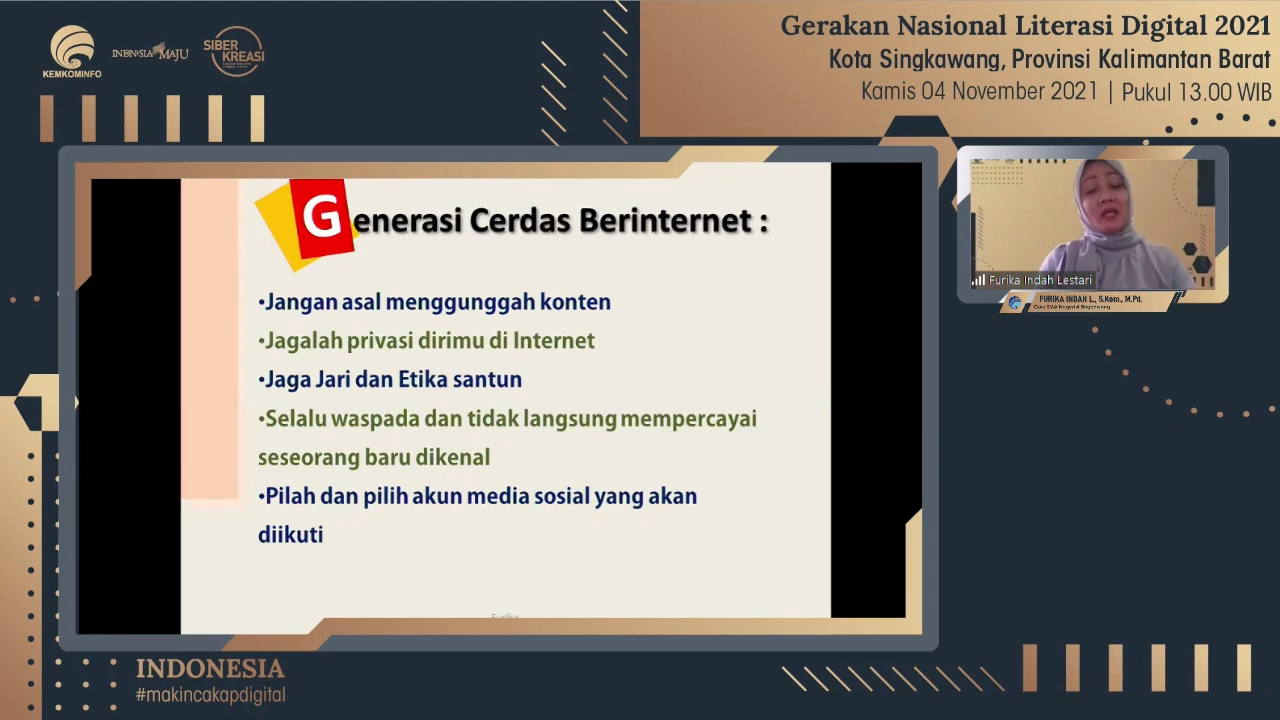 KEMKOMINFO
INDONESIA MAJU
SIBER
KREASI
Gerakan Nasional Literasi Digital 2021
Kota Singkawang, Provinsi Kalimantan Barat
Kamis 04 November 2021 | Pukul 13.00 WIB
Generasi Cerdas Berinternet :
•Jangan asal menggunggah konten
•Jagalah privasi dirimu di Internet
•Jaga Jari dan Etika santun
•Selalu waspada dan tidak langsung mempercayai
seseorang baru dikenal
•Pilah dan pilih akun media sosial yang akan
diikuti
Furika
Furika Indah Lestari
FURIKA INDAH L., S.Kom., M.Pd.
INDONESIA
#makincakapdigital